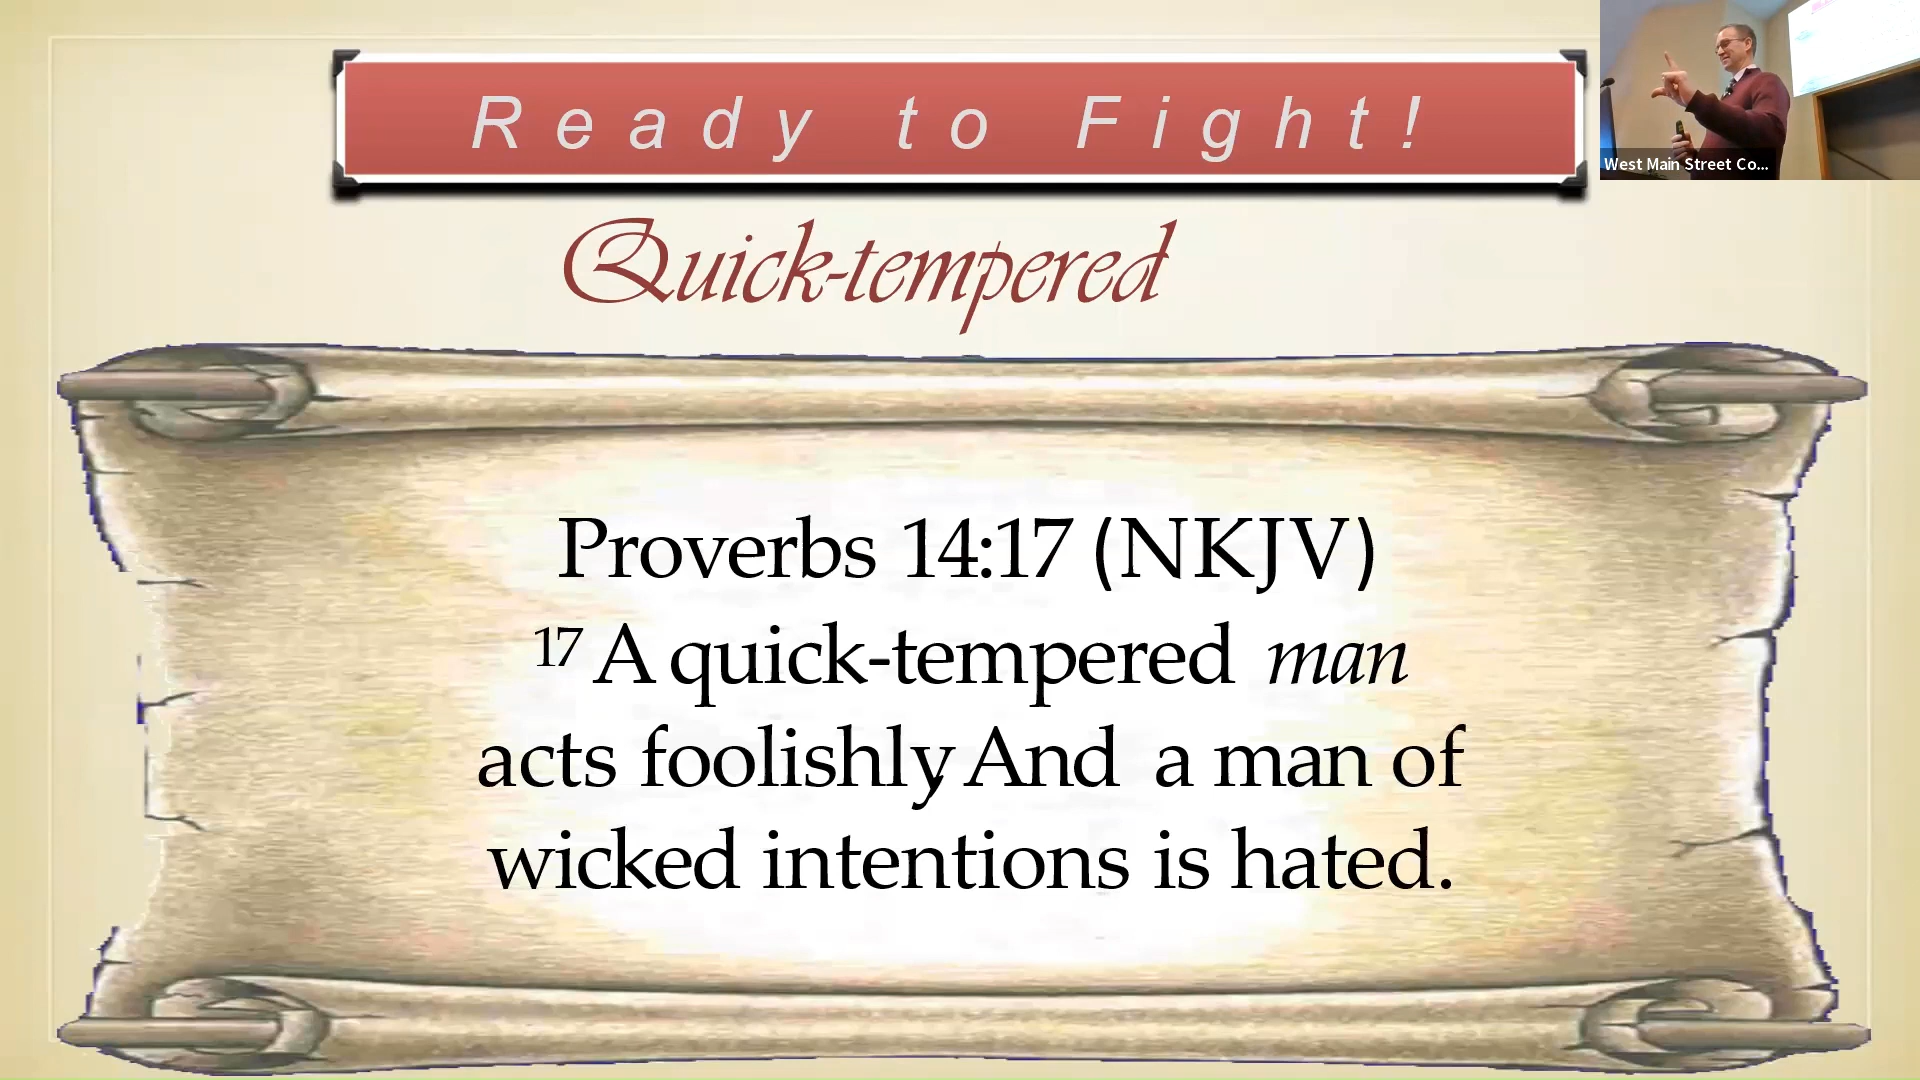 Ready to Fight!
West Main Street Co...
Quick-tempered
Proverbs 14:17 (NKJV)
17 A quick-tempered man
acts foolishly And a man of
wicked intentions is hated.